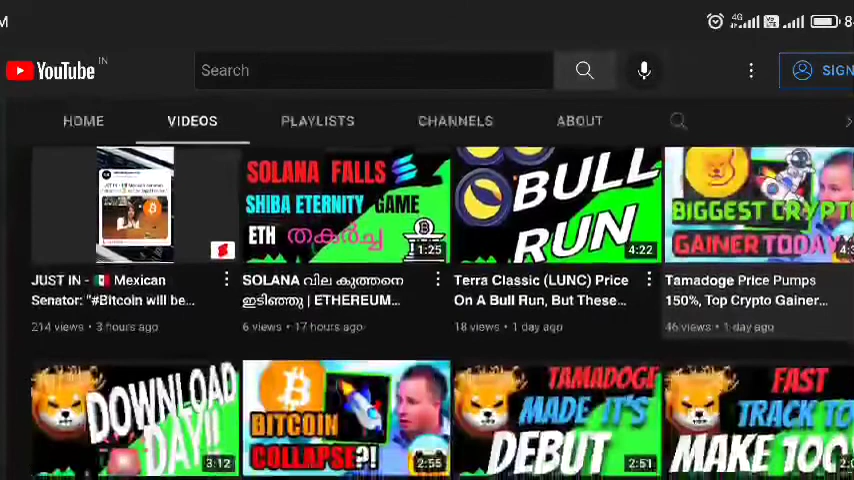 4G
YouTube IN
Search
SIGN
HOME
VIDEOS
PLAYLISTS
CHANNELS
ABOUT
SOLANA FALLS
SHIBA ETERNITY GAME
ETH തകർച്ച
1:25
BULL
RUN
4:22
BIGGEST CRYPTO
GAINER TODAY
JUST IN - 🇲🇽 Mexican
Senator: "#Bitcoin will be...
214 views • 3 hours ago
SOLANA വില കുത്തനെ
ഇടിഞ്ഞു | ETHEREUM...
6 views • 17 hours ago
Terra Classic (LUNC) Price
On A Bull Run, But These...
18 views • 1 day ago
Tamadoge Price Pumps
150%, Top Crypto Gainer...
46 views • 1 day ago
DOWNLOAD
DAY!!
3:12
BITCOIN
COLLAPSE?!
2:55
TAMADOGE
MADE IT'S
DEBUT
2:51
FAST
TRACK TO
MAKE 100